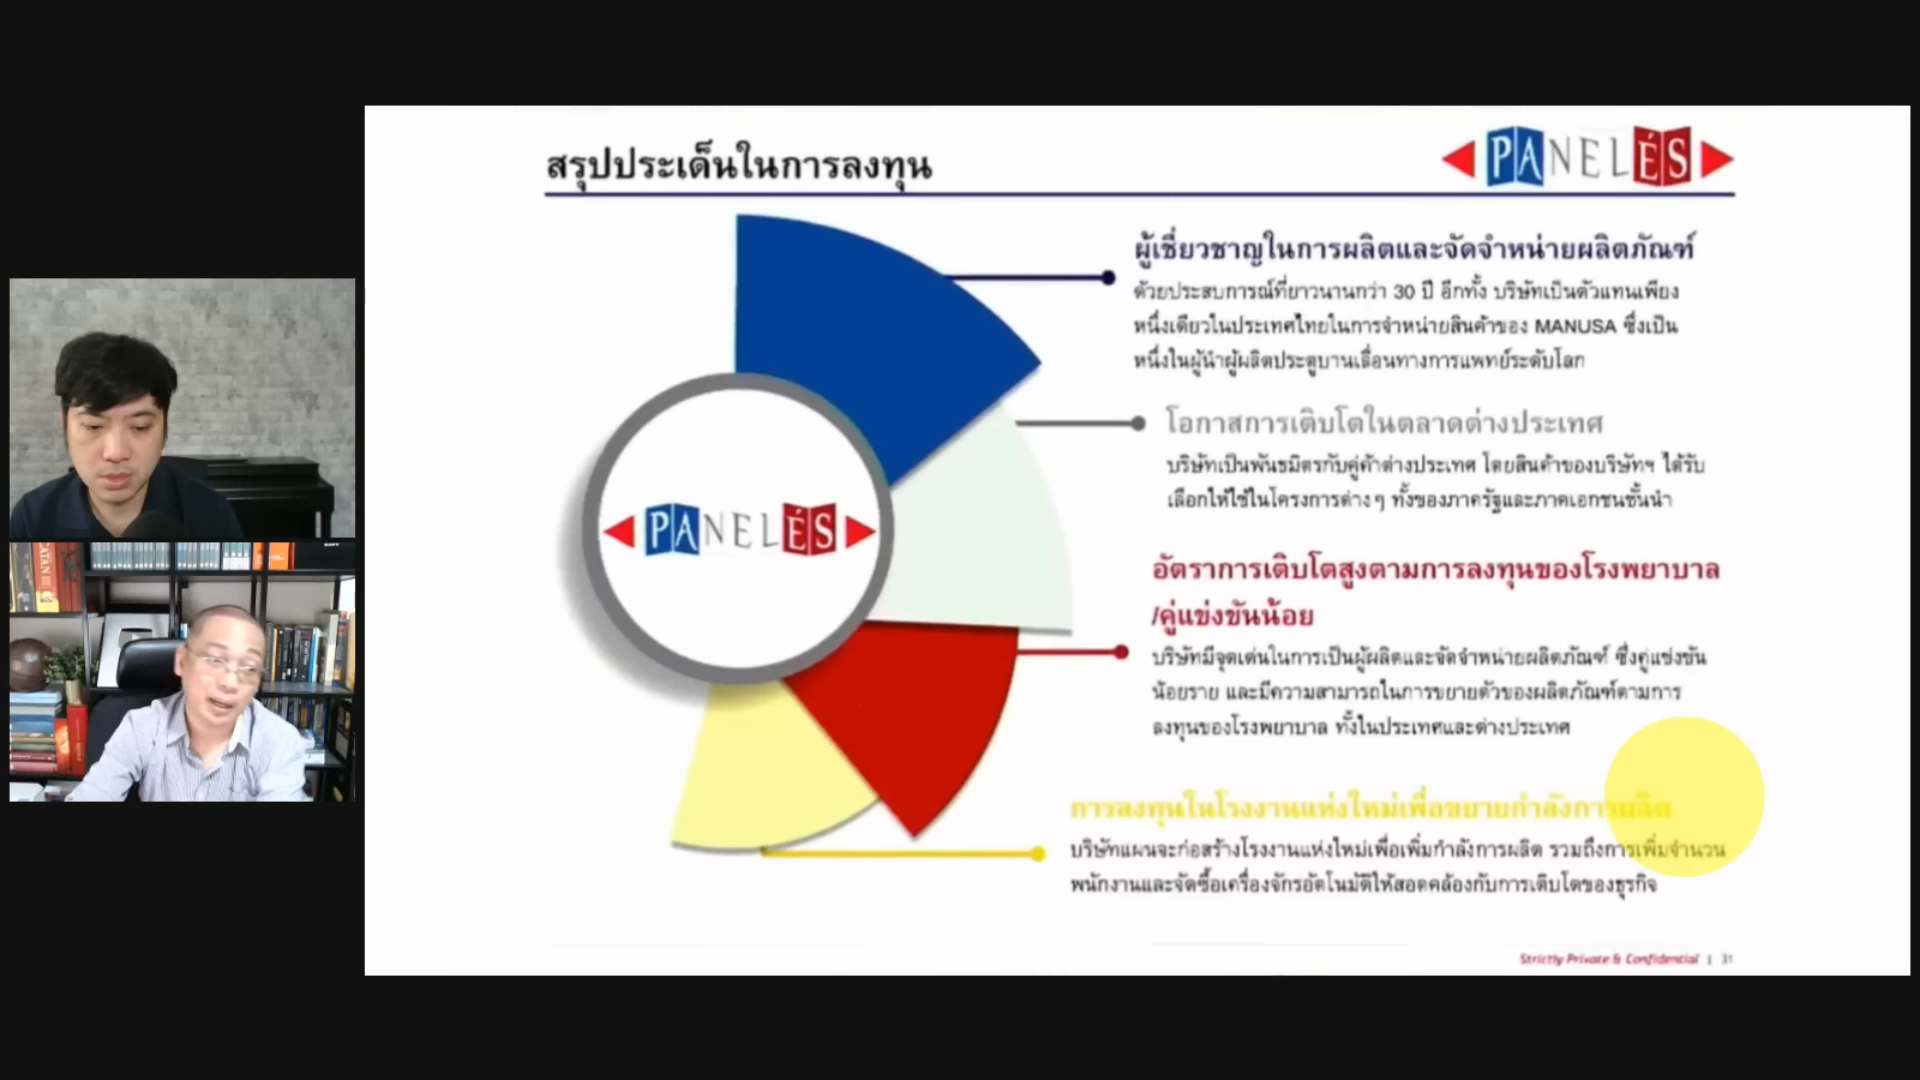 สรุปประเด็นในการลงทุน
PANELÉS
ผู้เชี่ยวชาญในการผลิตและจัดจำหน่ายผลิตภัณฑ์
ด้วยประสบการณ์ที่ยาวนานกว่า 30 ปี อีกทั้ง บริษัทเป็นตัวแทนเพียง
หนึ่งเดียวในประเทศไทยในการจำหน่ายสินค้าของ MANUSA ซึ่งเป็น
หนึ่งในผู้นำผู้ผลิตประตูบานเลื่อนทางการแพทย์ระดับโลก
โอกาสการเติบโตในตลาดต่างประเทศ
บริษัทเป็นพันธมิตรกับคู่ค้าต่างประเทศ โดยสินค้าของบริษัทฯ ได้รับ
เลือกให้ใช้ในโครงการต่าง ๆ ทั้งของภาครัฐและภาคเอกชนชั้นนำ
PANELÉS
อัตราการเติบโตสูงตามการลงทุนของโรงพยาบาล
/คู่แข่งขันน้อย
บริษัทมีจุดเด่นในการเป็นผู้ผลิตและจัดจำหน่ายผลิตภัณฑ์ ซึ่งคู่แข่งขัน
น้อยราย และมีความสามารถในการขยายตัวของผลิตภัณฑ์ตามการ
ลงทุนของโรงพยาบาล ทั้งในประเทศและต่างประเทศ
การลงทุนในโรงงานแห่งใหม่เพื่อขยายกำลังการผลิต
บริษัทแผนจะก่อสร้างโรงงานแห่งใหม่เพื่อเพิ่มกำลังการผลิต รวมถึงการเพิ่มจำนวน
พนักงานและจัดซื้อเครื่องจักรอัตโนมัติให้สอดคล้องกับการเติบโตของธุรกิจ
Strictly Private & Confidential | 31
CATAN